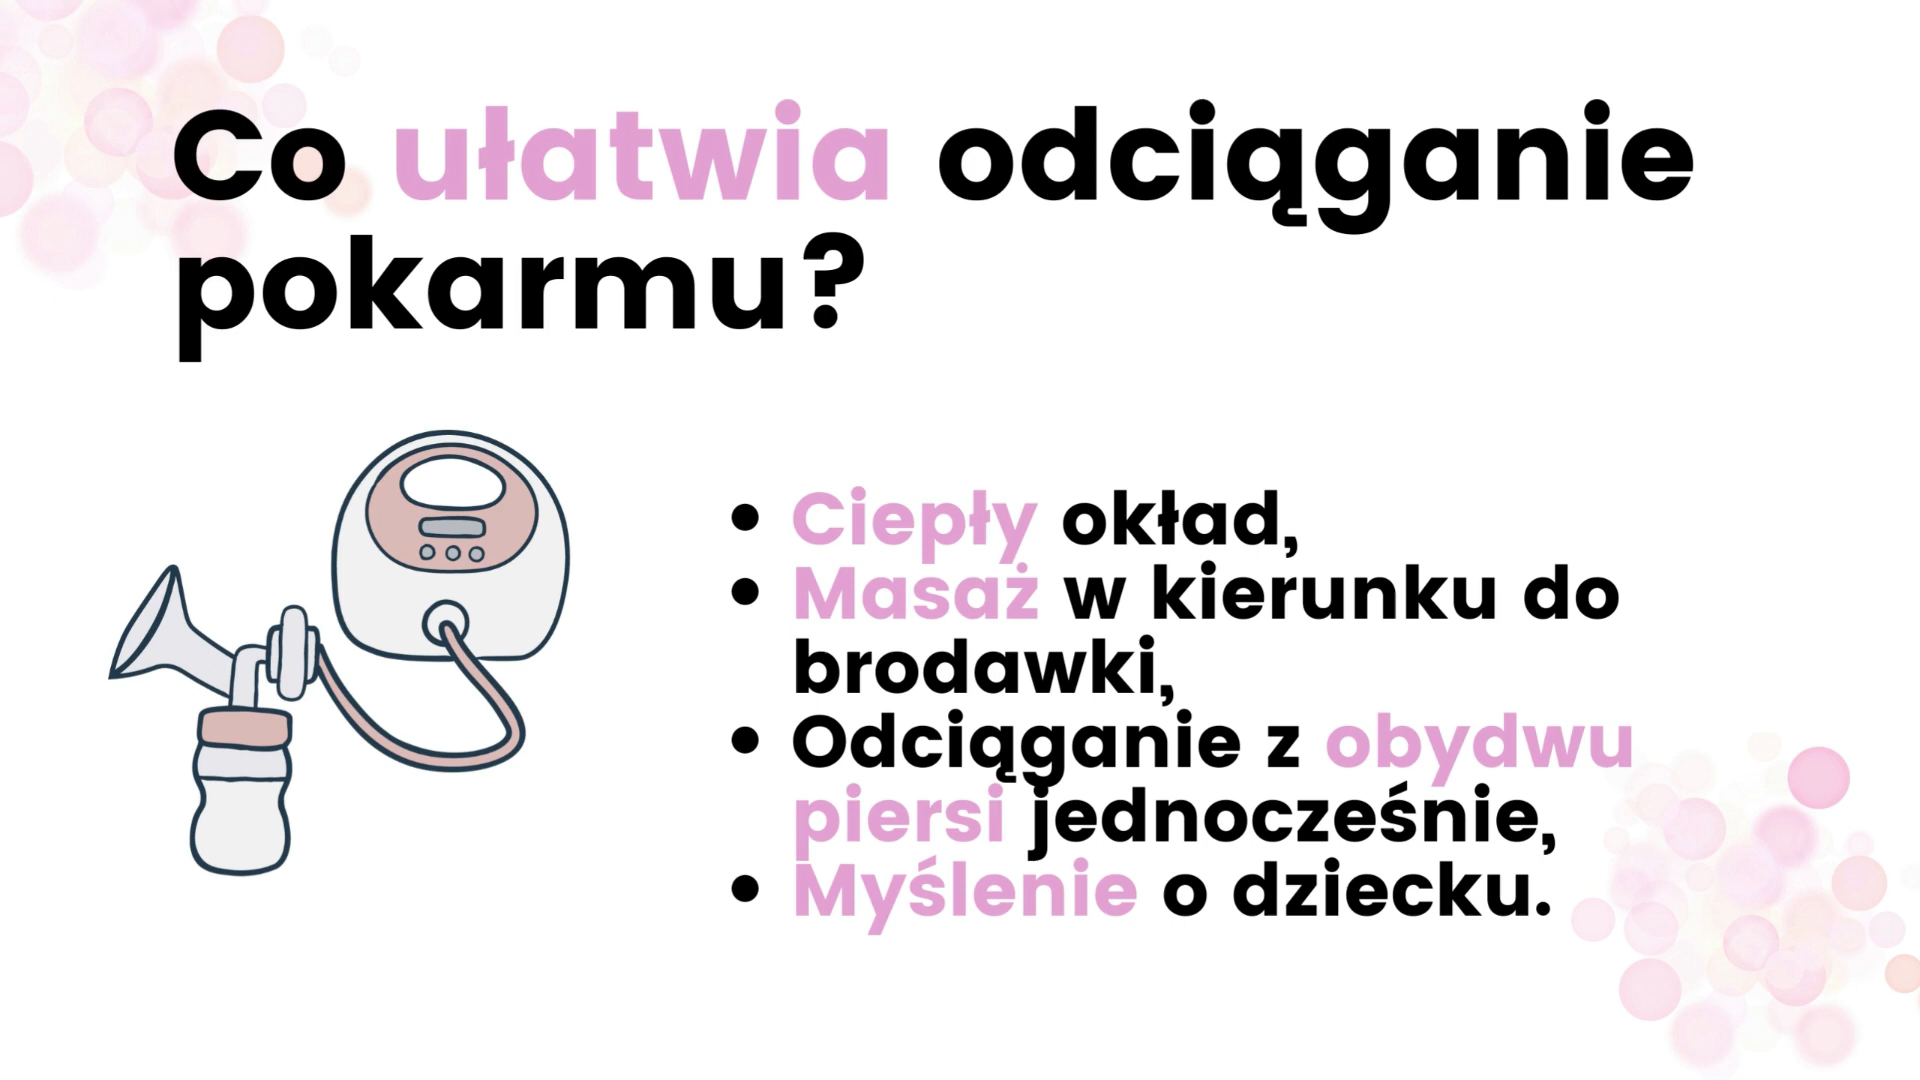 Co ułatwia odciąganie
pokarmu?
• Ciepły okład,
• Masaż w kierunku do
brodawki,
• Odciąganie z obydwu
piersi jednocześnie,
• Myślenie o dziecku.